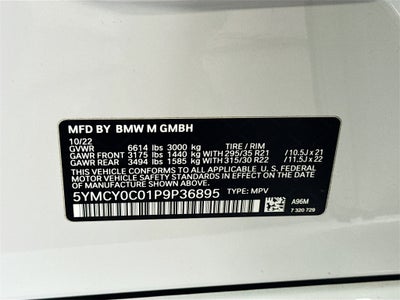 MFD BY BMW M GMBH
10/22
GVWR 6614 lbs 3000 kg TIRE / RIM
GAWR FRONT 3175 lbs 1440 kg 295/35 R21 / 10.5J x 21
GAWR REAR 3494 lbs 1585 kg 315/30 R22 / 11.5J x 22
THIS VEHICLE CONFORMS TO ALL APPLICABLE U. S. FEDERAL
MOTOR VEHICLE SAFETY STANDARDS IN EFFECT ON THE
DATE OF MANUFACTURE SHOWN ABOVE.
5YMCY0C01P9P36895 TYPE: MPV
A96M
7 320 729